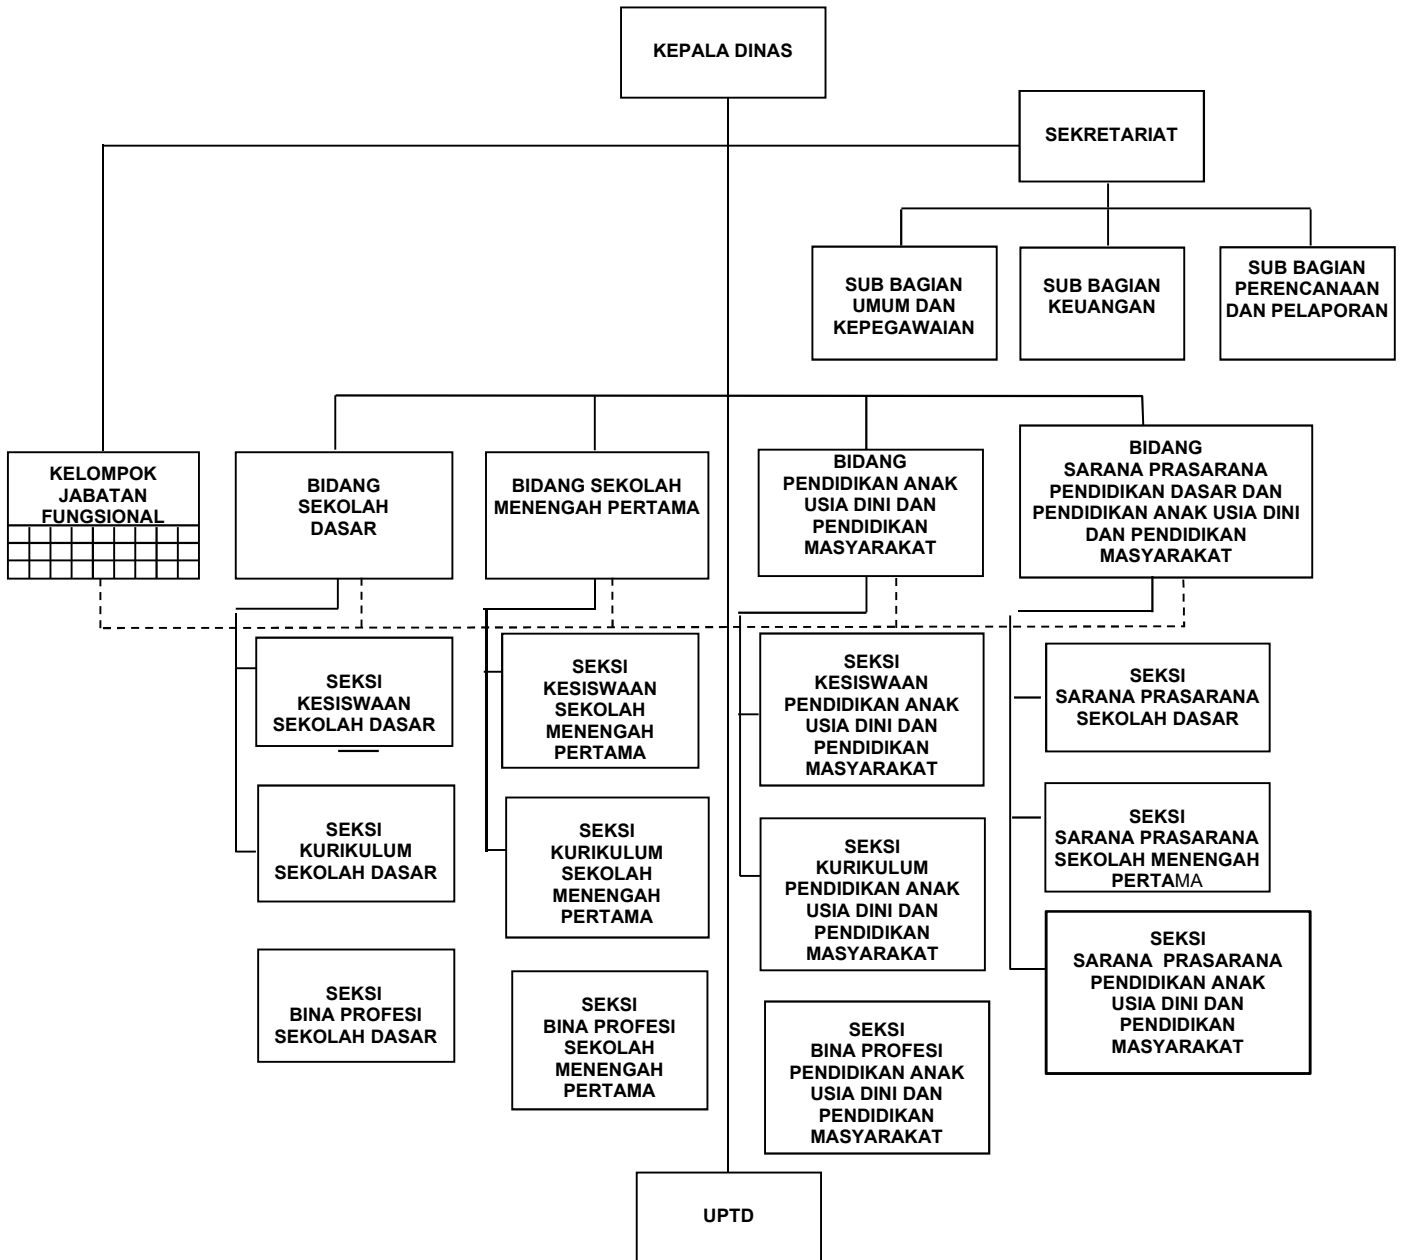 KEPALA DINAS
SEKRETARIAT
SUB BAGIAN
UMUM DAN
KEPEGAWAIAN
SUB BAGIAN
KEUANGAN
SUB BAGIAN
PERENCANAAN
DAN PELAPORAN
KELOMPOK
JABATAN
FUNGSIONAL
BIDANG
SEKOLAH
DASAR
BIDANG SEKOLAH
MENENGAH PERTAMA
BIDANG
PENDIDIKAN ANAK
USIA DINI DAN
PENDIDIKAN
MASYARAKAT
BIDANG
SARANA PRASARANA
PENDIDIKAN DASAR DAN
PENDIDIKAN ANAK USIA DINI
DAN PENDIDIKAN
MASYARAKAT
SEKSI
KESISWAAN
SEKOLAH DASAR
SEKSI
KESISWAAN
SEKOLAH
MENENGAH
PERTAMA
SEKSI
KESISWAAN
PENDIDIKAN ANAK
USIA DINI DAN
PENDIDIKAN
MASYARAKAT
SEKSI
SARANA PRASARANA
SEKOLAH DASAR
SEKSI
KURIKULUM
SEKOLAH DASAR
SEKSI
KURIKULUM
SEKOLAH
MENENGAH
PERTAMA
SEKSI
KURIKULUM
PENDIDIKAN ANAK
USIA DINI DAN
PENDIDIKAN
MASYARAKAT
SEKSI
SARANA PRASARANA
SEKOLAH MENENGAH
PERTAMA
SEKSI
BINA PROFESI
SEKOLAH DASAR
SEKSI
BINA PROFESI
SEKOLAH
MENENGAH
PERTAMA
SEKSI
BINA PROFESI
PENDIDIKAN ANAK
USIA DINI DAN
PENDIDIKAN
MASYARAKAT
SEKSI
SARANA PRASARANA
PENDIDIKAN ANAK
USIA DINI DAN
PENDIDIKAN
MASYARAKAT
UPTD